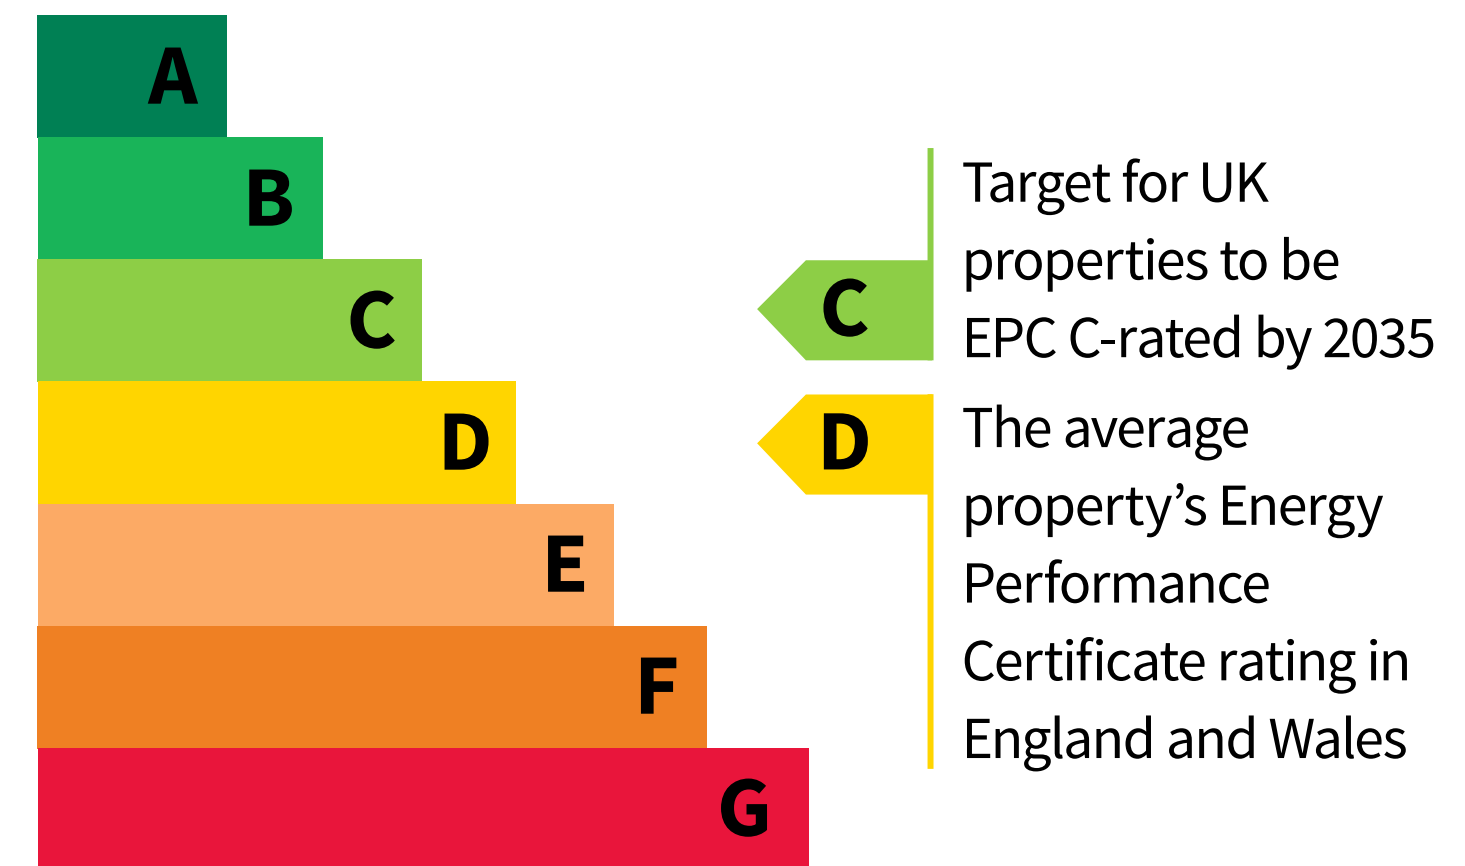 A
B
C
D
E
F
G
C
Target for UK
properties to be
EPC C-rated by 2035
D
The average
property’s Energy
Performance
Certificate rating in
England and Wales